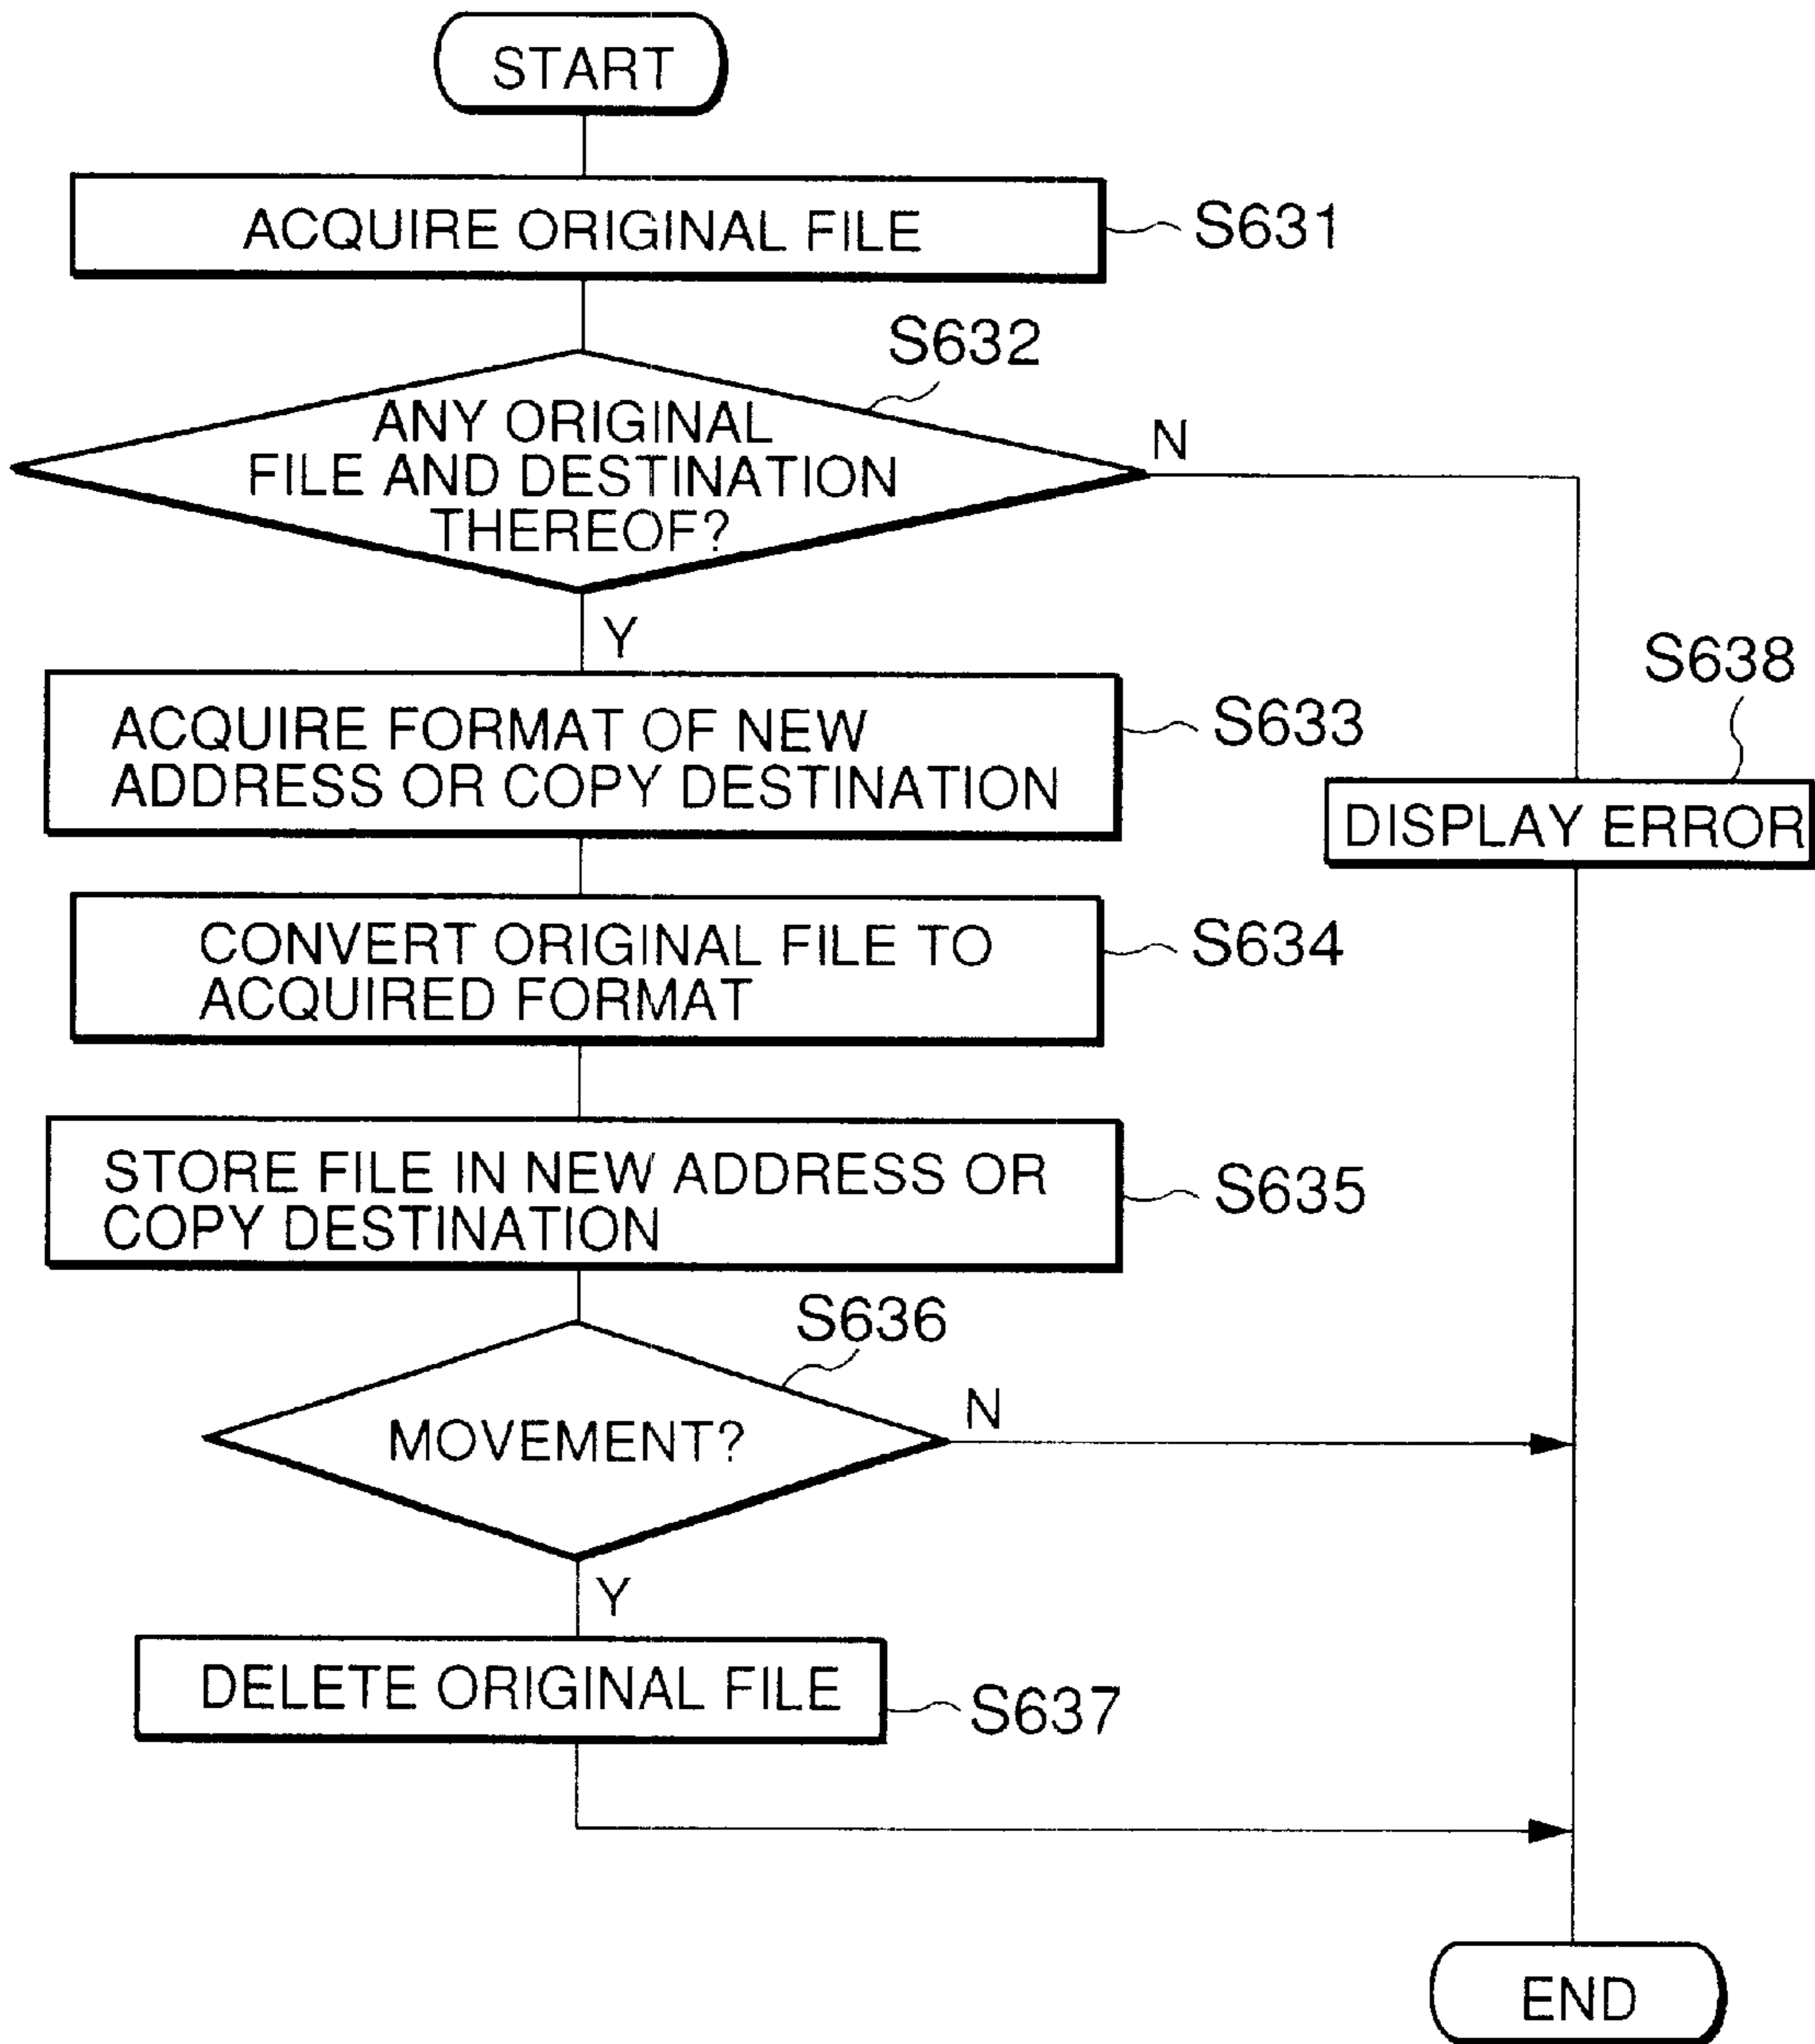 START
ACQUIRE ORIGINAL FILE
S631
S632
ANY ORIGINAL
FILE AND DESTINATION
THEREOF?
N
Y
S638
ACQUIRE FORMAT OF NEW
ADDRESS OR COPY DESTINATION
S633
DISPLAY ERROR
CONVERT ORIGINAL FILE TO
ACQUIRED FORMAT
S634
STORE FILE IN NEW ADDRESS OR
COPY DESTINATION
S635
S636
MOVEMENT?
N
Y
DELETE ORIGINAL FILE
S637
END